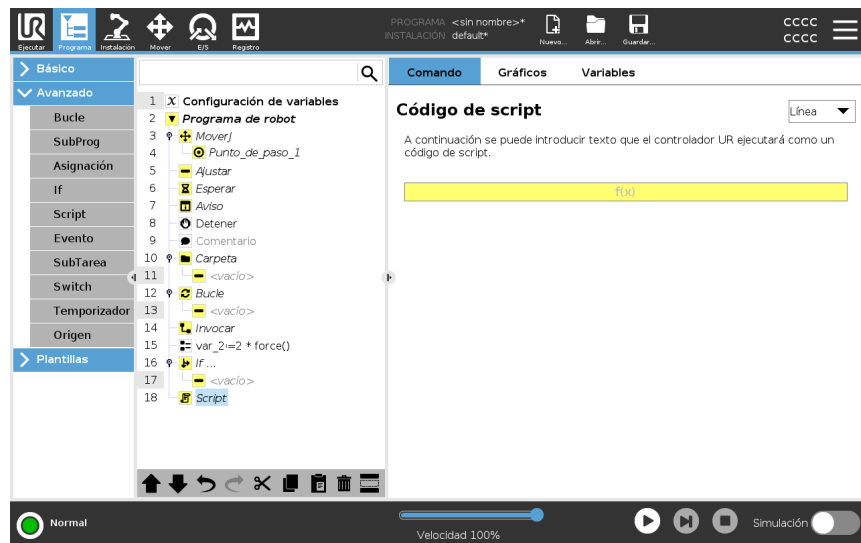 PROGRAMA <sin nombre>*
INSTALACIÓN default*
cccc
cccc
Ejecutar Programa Instalación Mover E/S Registro Nuevo... Abrir... Guardar...
Básico
Avanzado
Bucle
SubProg
Asignación
If
Script
Evento
SubTarea
Switch
Temporizador
Origen
Plantillas
1 X Configuración de variables
2 Programa de robot
3 MoverJ
4 Punto_de_paso_1
5 Ajustar
6 Esperar
7 Aviso
8 Detener
9 Comentario
10 Carpeta
11 <vacío>
12 Bucle
13 <vacío>
14 Invocar
15 var_2:=2 * force()
16 If ...
17 <vacío>
18 Script
Comando Gráficos Variables
Código de script
Línea
A continuación se puede introducir texto que el controlador UR ejecutará como un
código de script.
f(x)
Normal
Velocidad 100%
Simulación